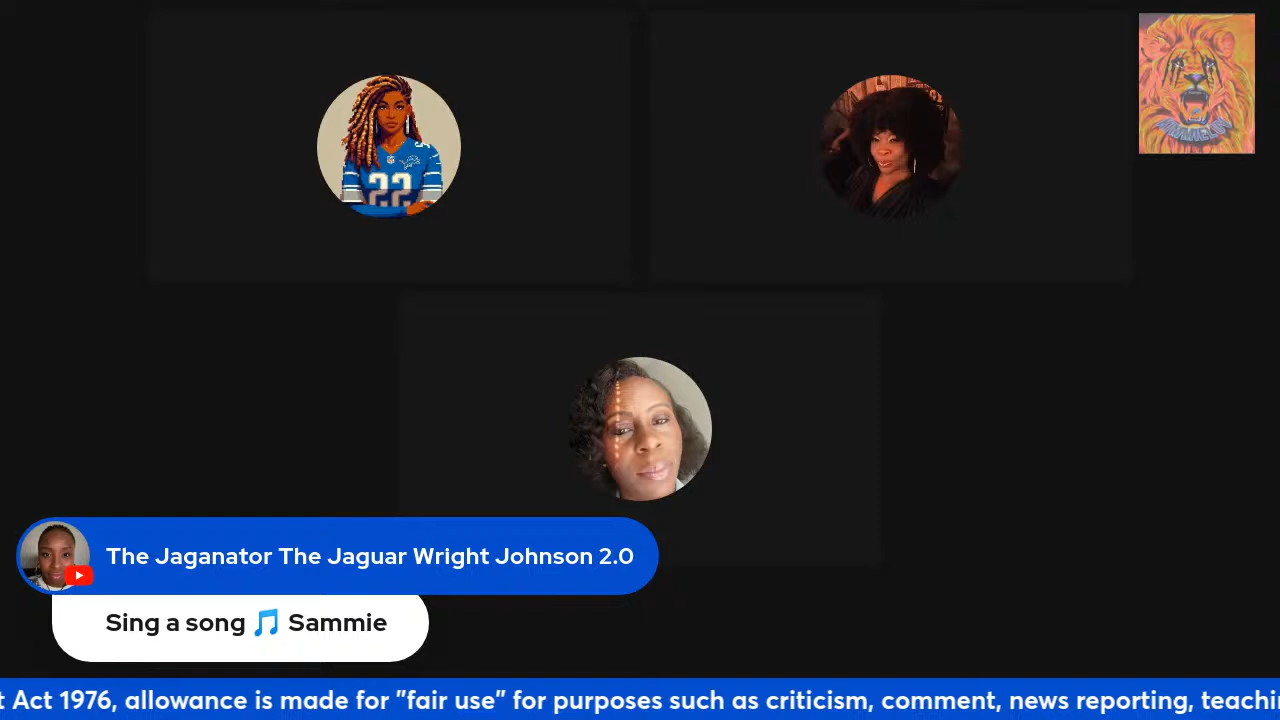 22
The Jaganator The Jaguar Wright Johnson 2.0
Sing a song 🎵 Sammie
t Act 1976, allowance is made for "fair use" for purposes such as criticism, comment, news reporting, teachi